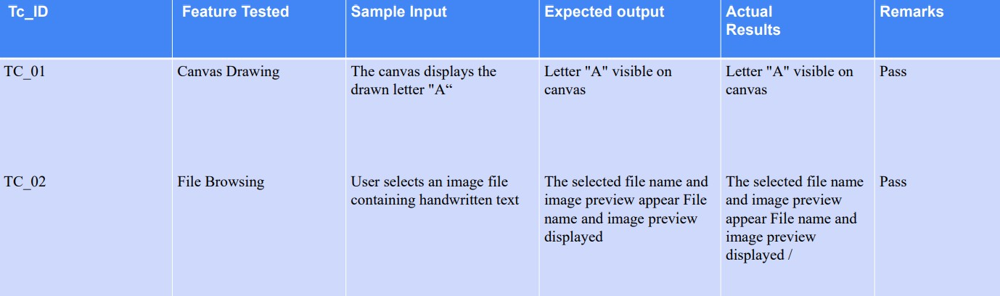 Tc_ID Feature Tested Sample Input Expected output Actual Remarks
Results
TC_01 Canvas Drawing The canvas displays the Letter "A" visible on Letter "A" visible on Pass
drawn letter "A“ canvas canvas
TC_02 File Browsing User selects an image file The selected file name and The selected file name Pass
containing handwritten text image preview appear File and image preview
name and image preview appear File name and
displayed image preview
displayed /